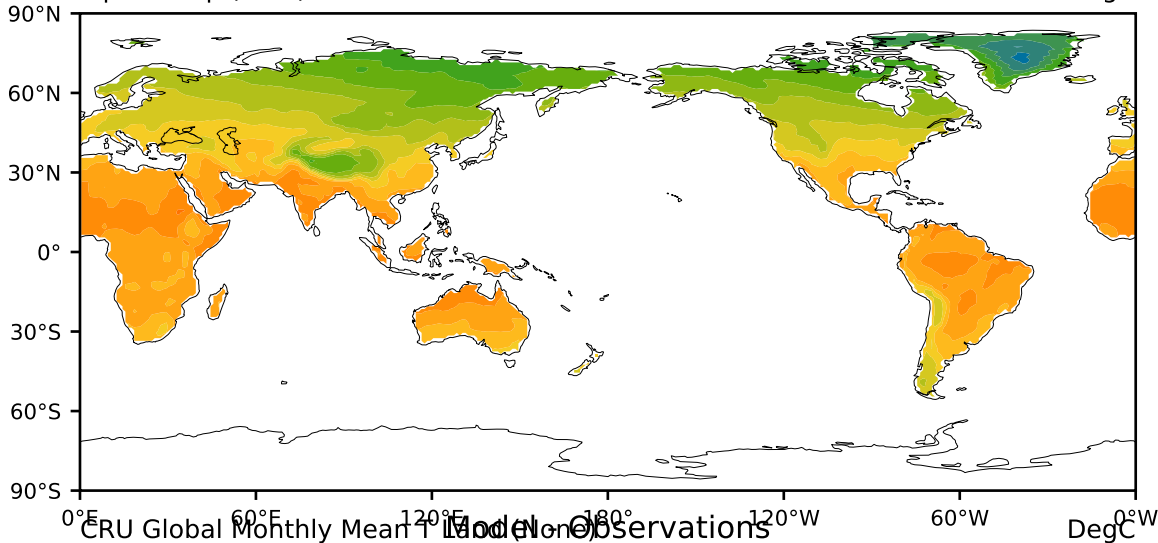 90°N
60°N
30°N
0°
30°S
60°S
90°S
0°E 60°E 120°E 180° 120°W 60°W 0°W
CRU Global Monthly Mean T Land (None) Model - Observations DegC